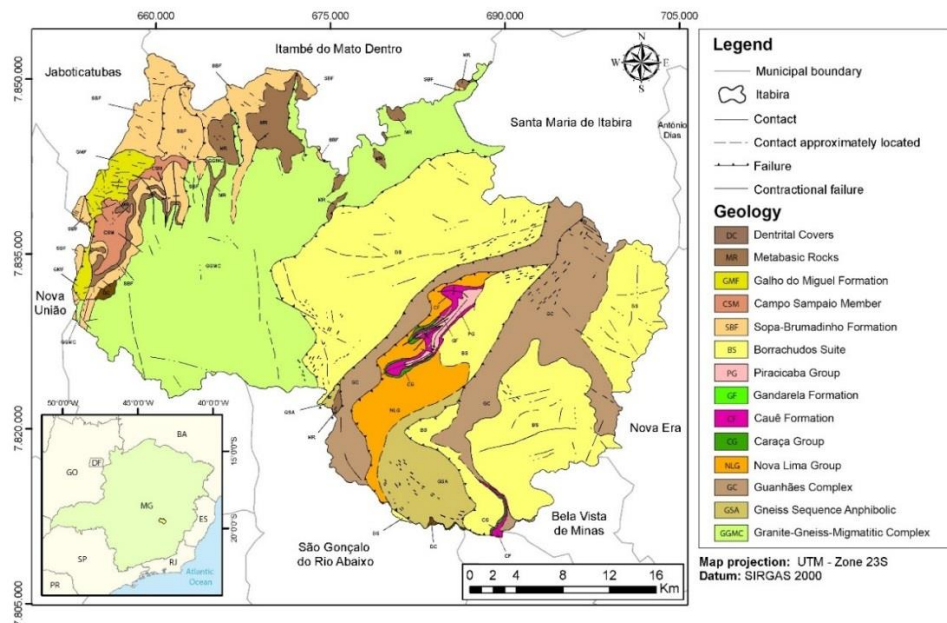 660.000 675.000 690.000 705.000
7.850.000
7.835.000
7.820.000
7.805.000
Itambé do Mato Dentro
Jaboticatubas
Santa Maria de Itabira
Antônio
Dias
Nova
União
Nova Era
Bela Vista
de Minas
São Gonçalo
do Rio Abaixo
N
W E
S
SBF
MR
GMF
CSM
GGMC
BS
GC
CF
PG
GF
CG
NLG
GSA
DC
50°0'0"W 45°0'0"W 40°0'0"W
15°0'0"S
20°0'0"S
BA
GO
DF
MG
ES
SP
RJ
PR
Atlantic
Ocean
0 2 4 8 12 16
Km
Legend
Municipal boundary
Itabira
Contact
Contact approximately located
Failure
Contractional failure
Geology
DC Dentrital Covers
MR Metabasic Rocks
GMF Galho do Miguel Formation
CSM Campo Sampaio Member
SBF Sopa-Brumadinho Formation
BS Borrachudos Suite
PG Piracicaba Group
GF Gandarela Formation
CF Cauê Formation
CG Caraça Group
NLG Nova Lima Group
GC Guanhães Complex
GSA Gneiss Sequence Anphibolic
GGMC Granite-Gneiss-Migmatitic Complex
Map projection: UTM - Zone 23S
Datum: SIRGAS 2000